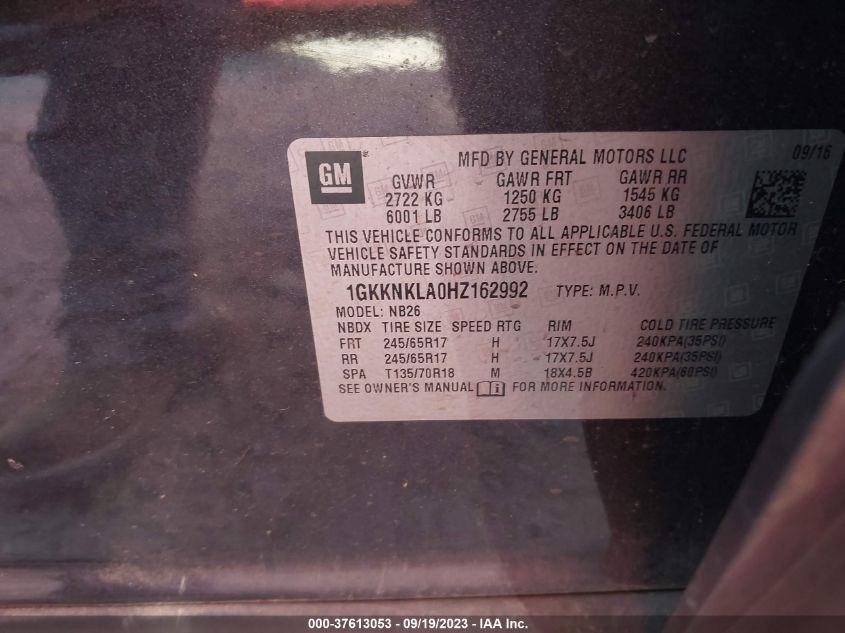 GM
MFD BY GENERAL MOTORS LLC 09/16
GVWR GAWR FRT GAWR RR
2722 KG 1250 KG 1545 KG
6001 LB 2755 LB 3406 LB
THIS VEHICLE CONFORMS TO ALL APPLICABLE U.S. FEDERAL MOTOR
VEHICLE SAFETY STANDARDS IN EFFECT ON THE DATE OF
MANUFACTURE SHOWN ABOVE.
1GKKNKLA0HZ162992 TYPE: M.P.V.
MODEL: NB26
NBDX TIRE SIZE SPEED RTG RIM COLD TIRE PRESSURE
FRT 245/65R17 H 17X7.5J 240KPA(35PSI)
RR 245/65R17 H 17X7.5J 240KPA(35PSI)
SPA T135/70R18 M 18X4.5B 420KPA(60PSI)
SEE OWNER'S MANUAL i FOR MORE INFORMATION.
000-37613053 - 09/19/2023 - IAA Inc.